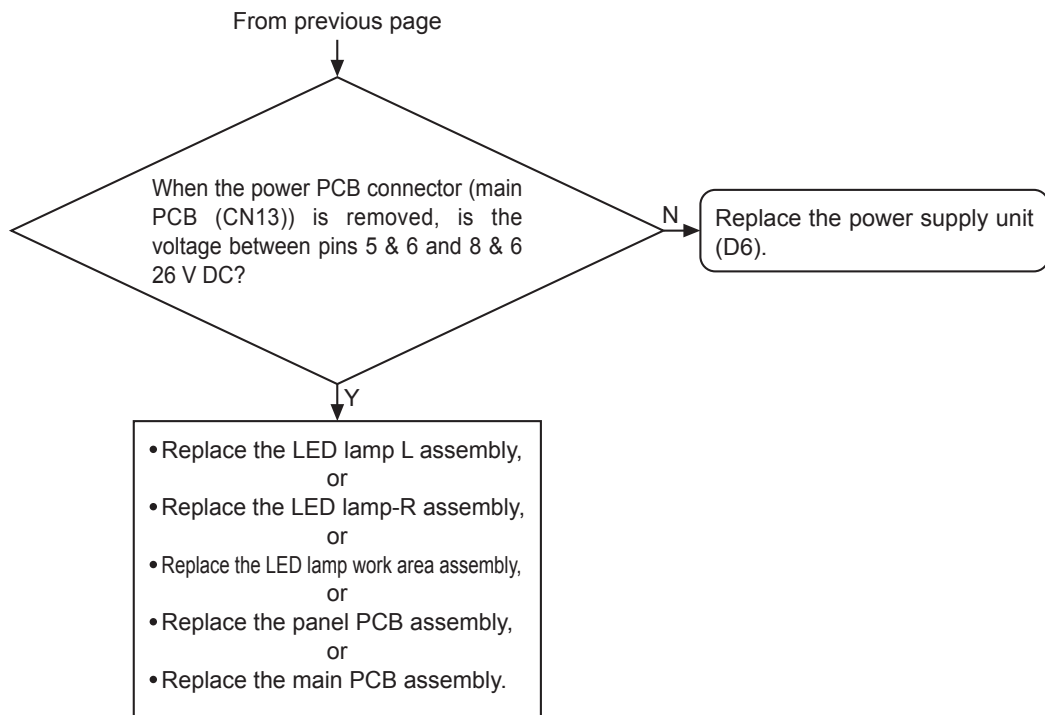 From previous page
When the power PCB connector (main
PCB (CN13)) is removed, is the
voltage between pins 5 & 6 and 8 & 6
26 V DC?
N
Replace the power supply unit
(D6).
Y
•Replace the LED lamp L assembly,
or
•Replace the LED lamp-R assembly,
or
•Replace the LED lamp work area assembly,
or
•Replace the panel PCB assembly,
or
•Replace the main PCB assembly.